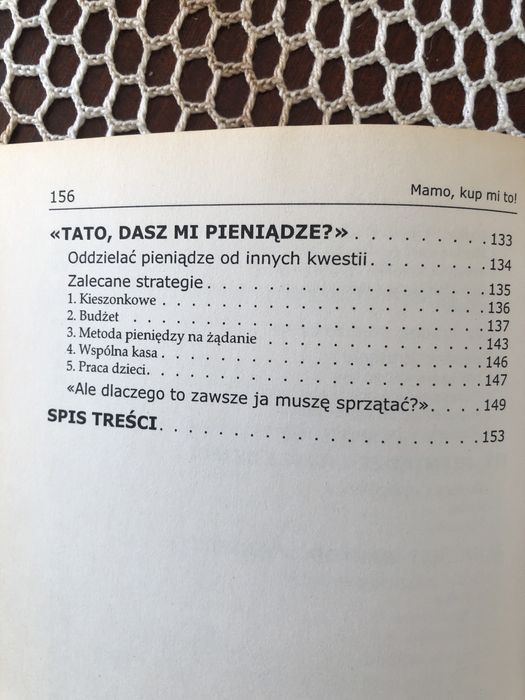 156 Mamo, kup mi to!
«TATO, DASZ MI PIENIĄDZE?» . . . . . . . . . 133
Oddzielać pieniądze od innych kwestii . . . . . . . . 134
Zalecane strategie . . . . . . . . . . . . . . . . . . . . 135
1. Kieszonkowe . . . . . . . . . . . . . . . . . . . . . . 136
2. Budżet . . . . . . . . . . . . . . . . . . . . . . . . . 137
3. Metoda pieniędzy na żądanie . . . . . . . . . . . . . 143
4. Wspólna kasa . . . . . . . . . . . . . . . . . . . . . 146
5. Praca dzieci . . . . . . . . . . . . . . . . . . . . . . 147
«Ale dlaczego to zawsze ja muszę sprzątać?» . . . . 149
SPIS TREŚCI . . . . . . . . . . . . . . . . . . . . . . . 153